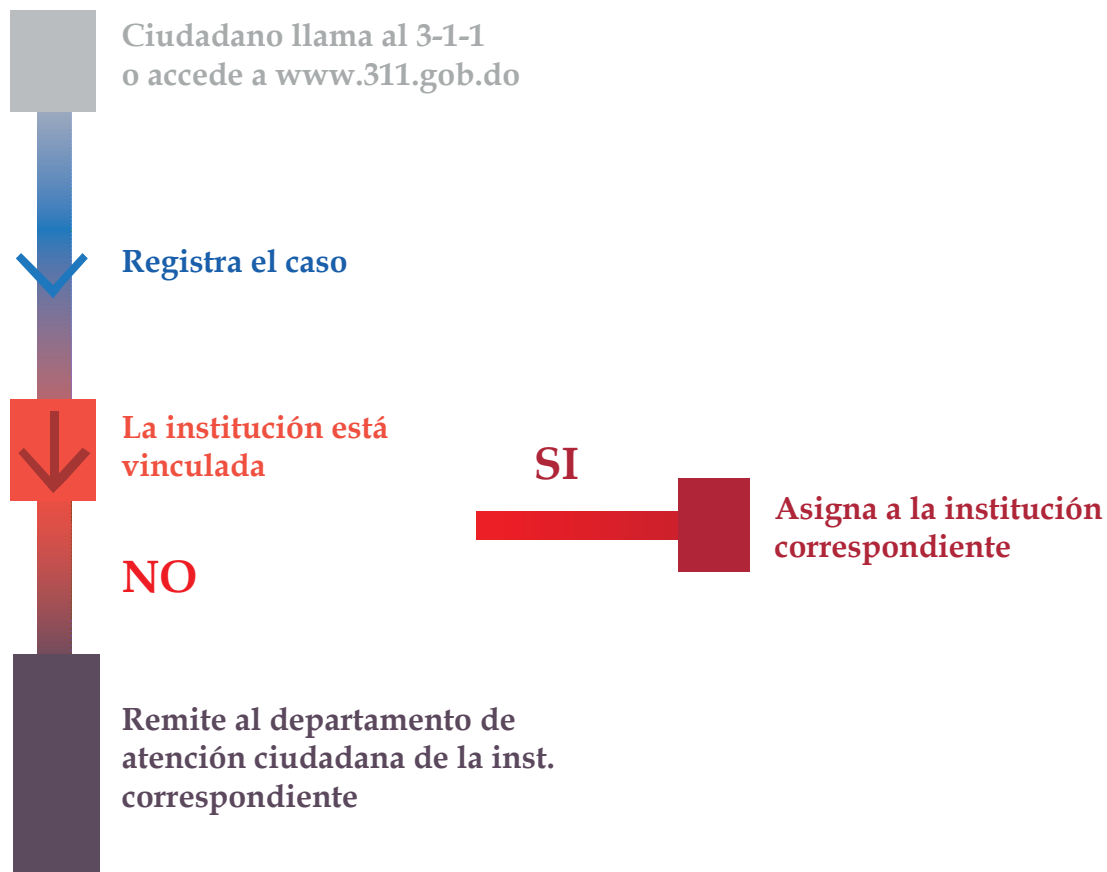 Ciudadano llama al 3-1-1
o accede a www.311.gob.do
Registra el caso
La institución está
vinculada
SI
Asigna a la institución
correspondiente
NO
Remite al departamento de
atención ciudadana de la inst.
correspondiente